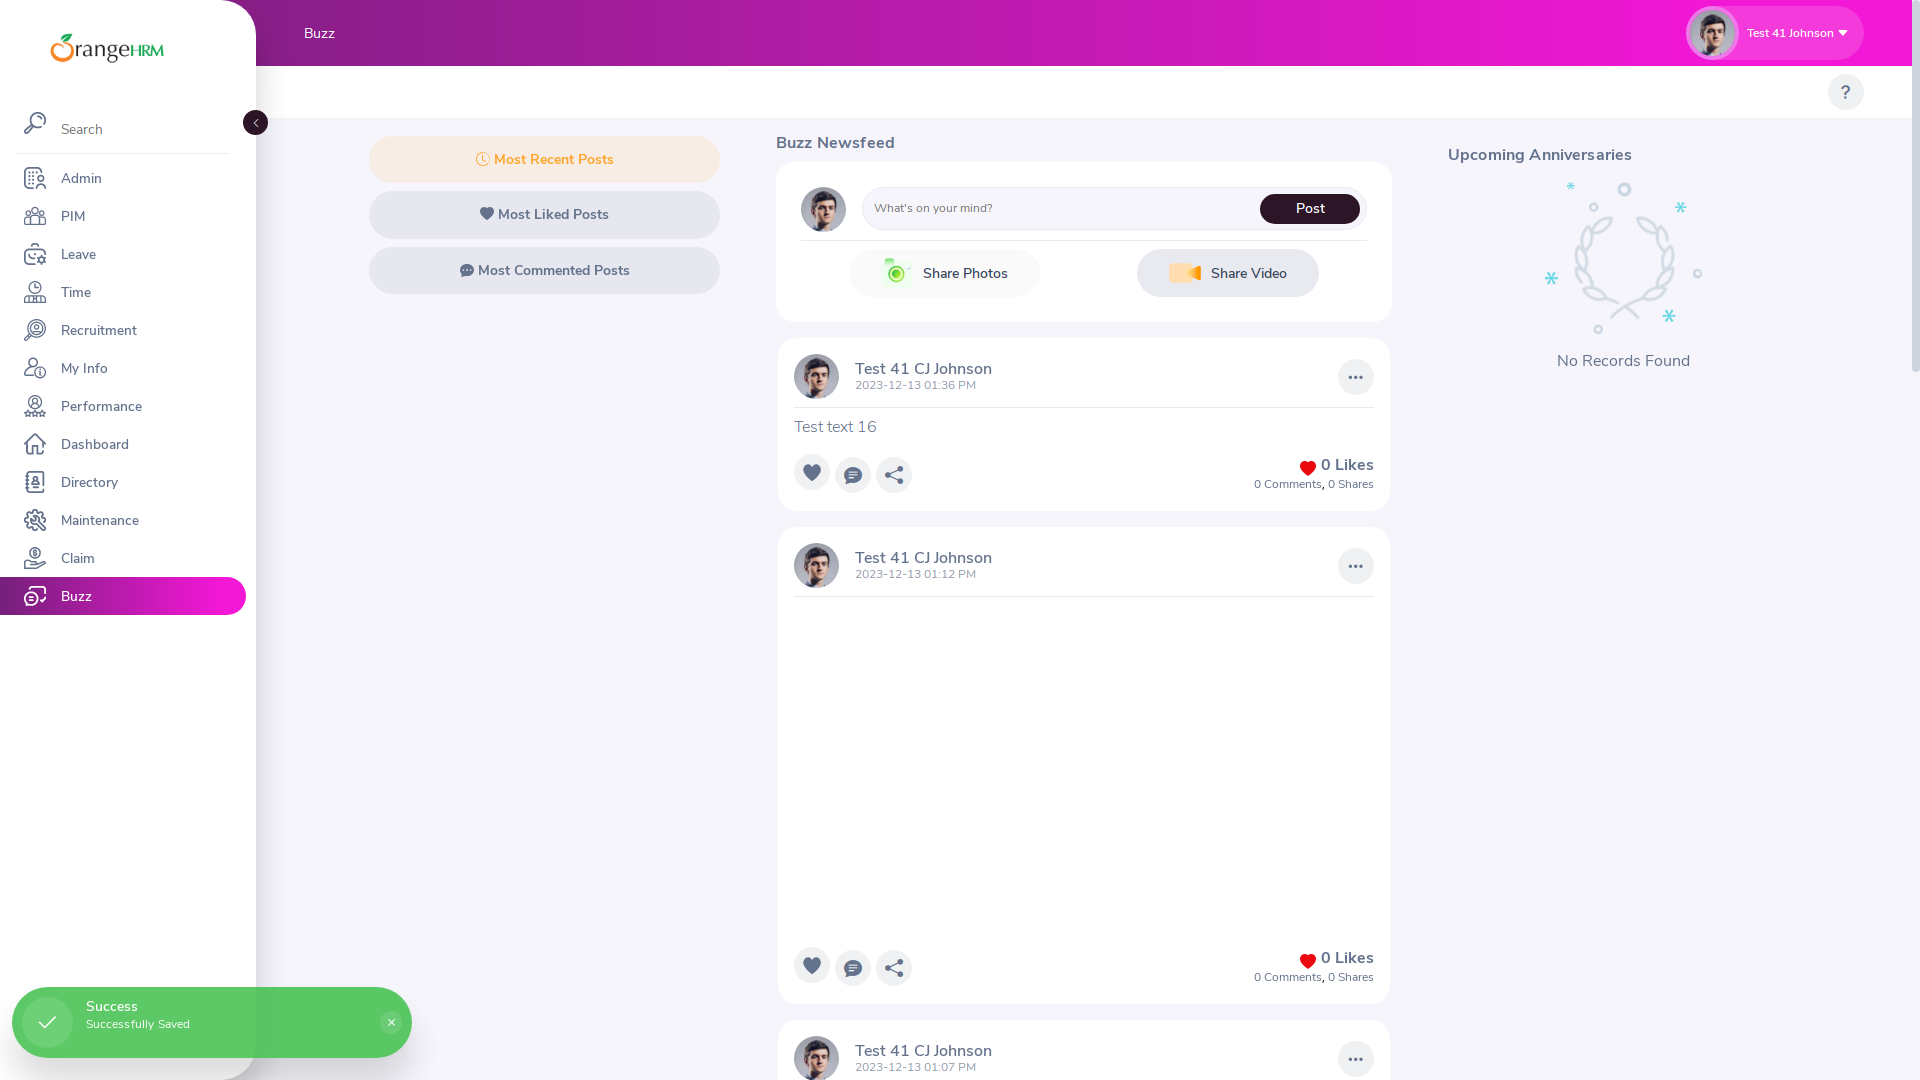 OrangeHRM
Search
Admin
PIM
Leave
Time
Recruitment
My Info
Performance
Dashboard
Directory
Maintenance
Claim
Buzz
Buzz
Test 41 Johnson
?
Most Recent Posts
Most Liked Posts
Most Commented Posts
Buzz Newsfeed
What's on your mind?
Post
Share Photos
Share Video
Test 41 CJ Johnson
2023-12-13 01:36 PM
Test text 16
0 Likes
0 Comments, 0 Shares
Test 41 CJ Johnson
2023-12-13 01:12 PM
0 Likes
0 Comments, 0 Shares
Test 41 CJ Johnson
2023-12-13 01:07 PM
Upcoming Anniversaries
No Records Found
Success
Successfully Saved